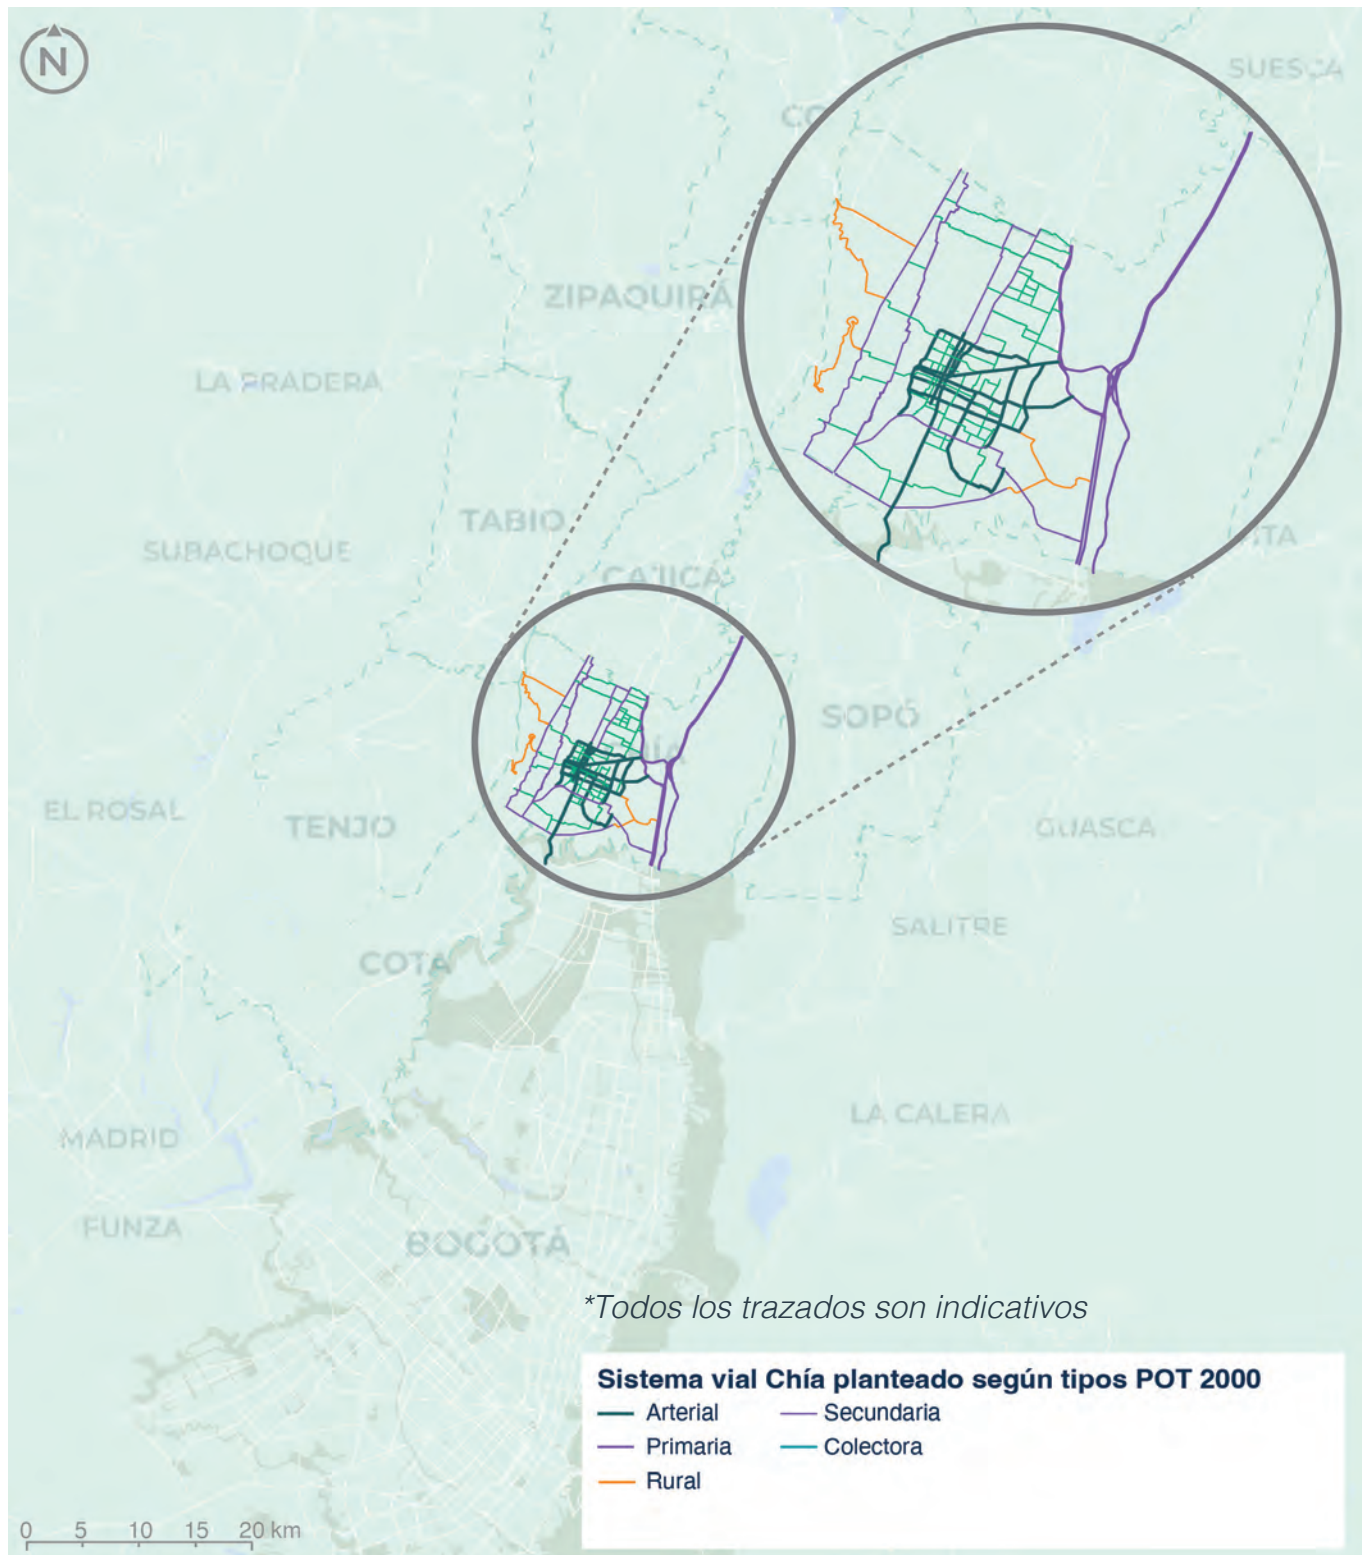 N
SUESCA
CO
ZIPAQUIRÁ
LA PRADERA
TABIO
SUBACHOQUE
CAJICÁ
ITA
SOPÓ
EL ROSAL
TENJO
GUASCA
SALITRE
COTA
LA CALERA
MADRID
FUNZA
BOGOTÁ
*Todos los trazados son indicativos
Sistema vial Chía planteado según tipos POT 2000
Arterial
Secundaria
Primaria
Colectora
Rural
0 5 10 15 20 km